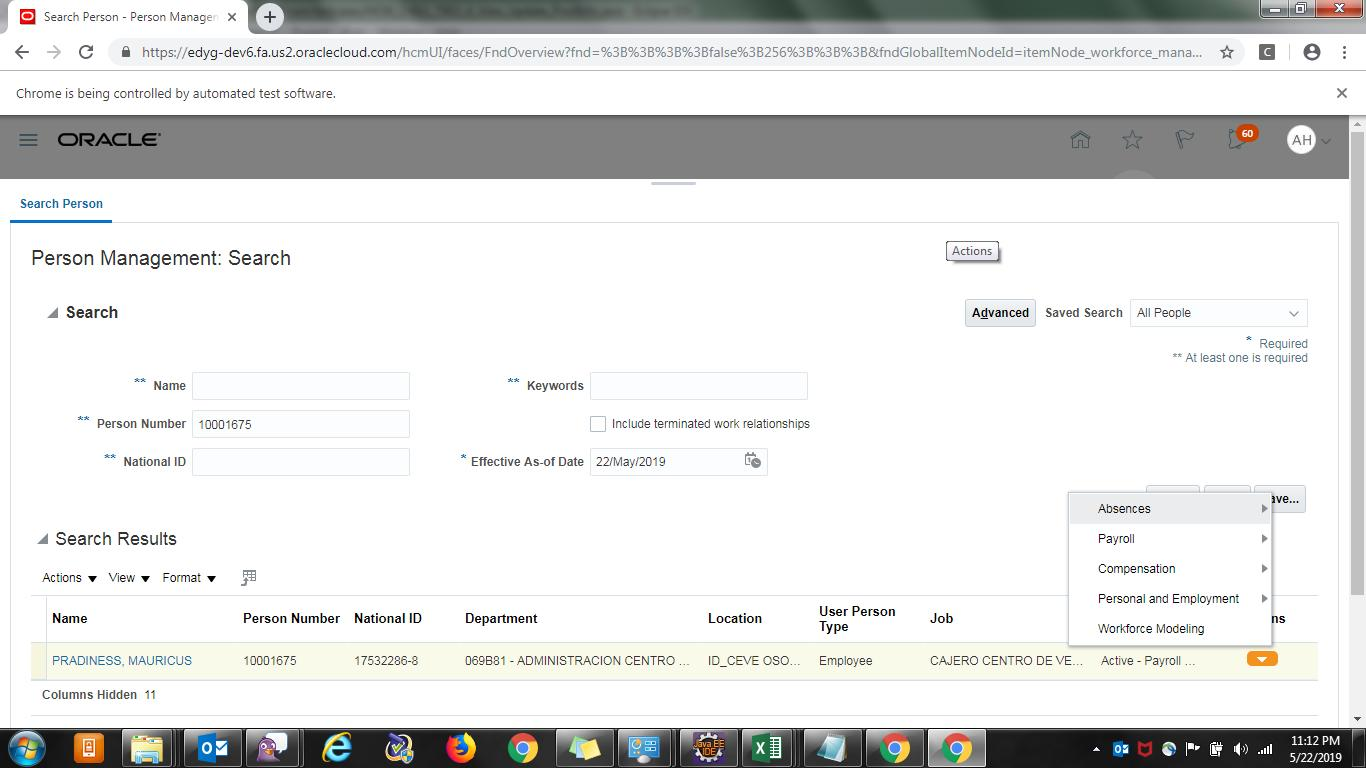 Search Person - Person Managem
https://edyg-dev6.fa.us2.oraclecloud.com/hcmUI/faces/FndOverview?fnd=%3B%3B%3B%3Bfalse%3B256%3B%3B%3B&fndGlobalItemNodeId=itemNode_workforce_mana...
C
Chrome is being controlled by automated test software.
ORACLE
60
AH
Search Person
Person Management: Search
Actions
Search
Advanced Saved Search All People
* Required
** At least one is required
** Name
** Keywords
** Person Number 10001675
Include terminated work relationships
** National ID
* Effective As-of Date 22/May/2019
ave...
Absences
Payroll
Compensation
Personal and Employment
Workforce Modeling
Search Results
Actions View Format
Name Person Number National ID Department Location User Person Type Job ns
PRADINESS, MAURICUS 10001675 17532286-8 069B81 - ADMINISTRACION CENTRO ... ID_CEVE OSO... Employee CAJERO CENTRO DE VE... Active - Payroll ...
Columns Hidden 11
Java EE
IDE
11:12 PM
5/22/2019